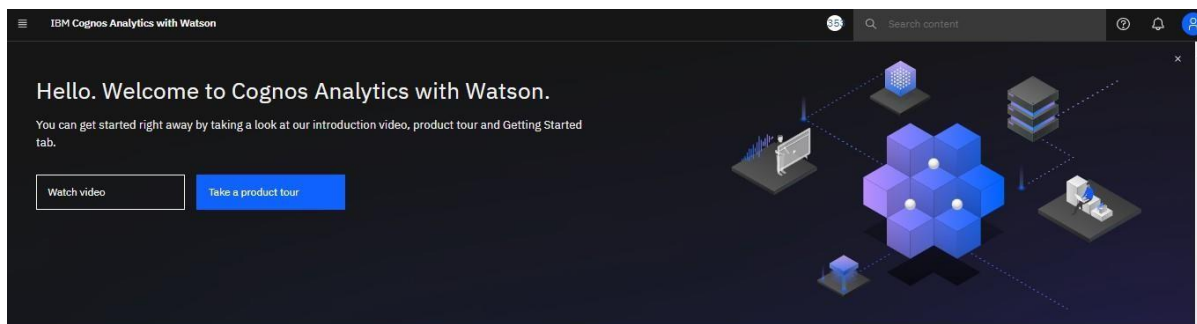 IBM Cognos Analytics with Watson
Search content
Hello. Welcome to Cognos Analytics with Watson.
You can get started right away by taking a look at our introduction video, product tour and Getting Started
tab.
Watch video
Take a product tour